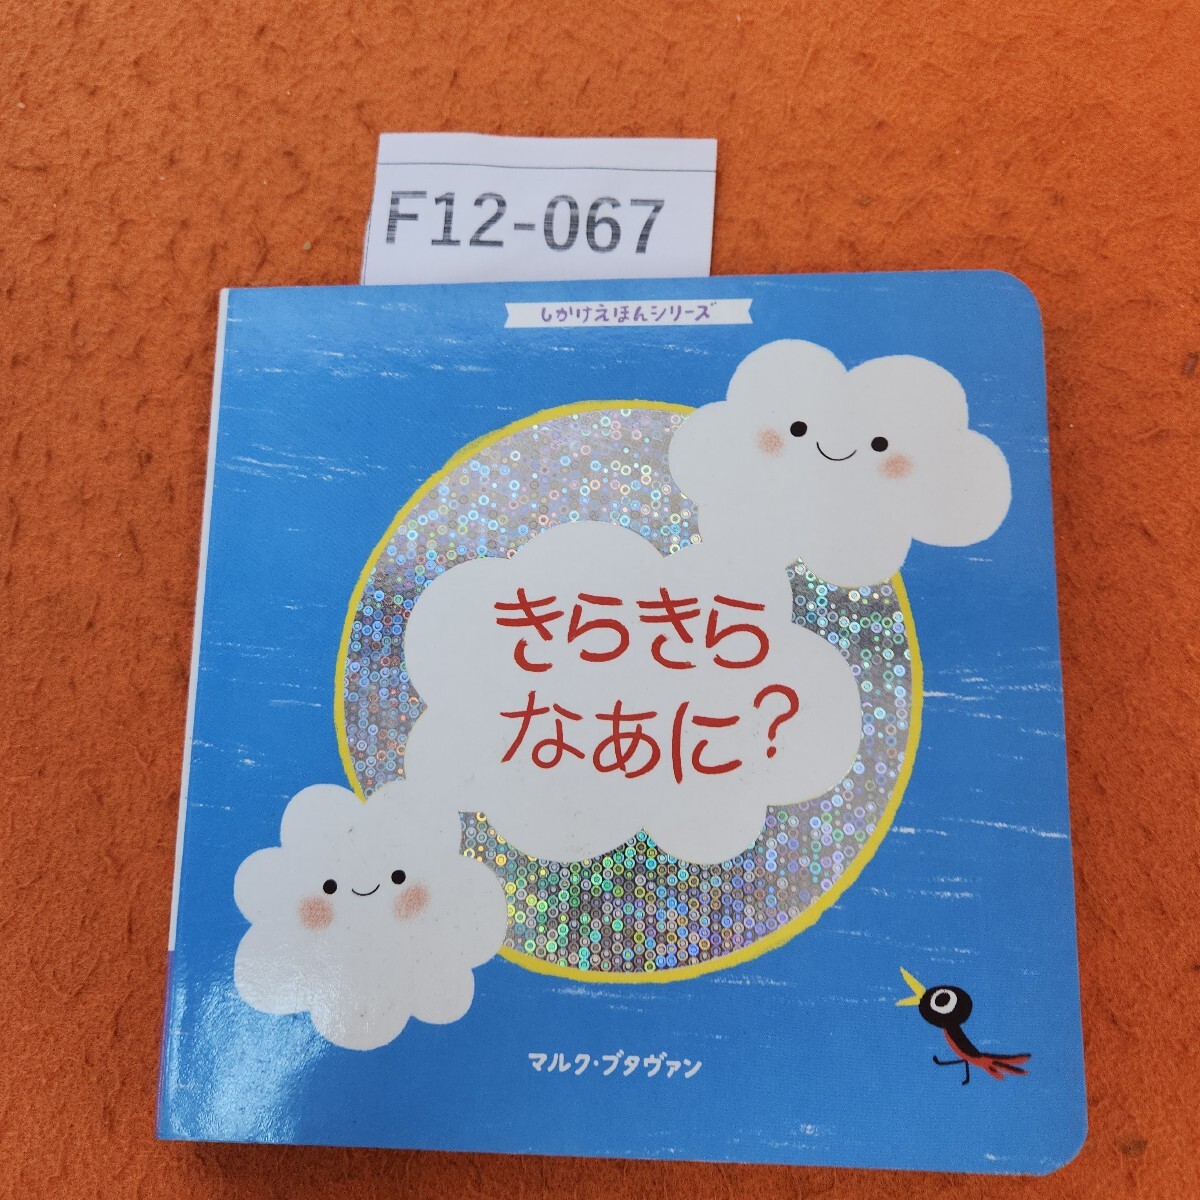 F12-067
しかけえほんシリーズ
きらきら
なあに?
マルク・ブタヴァン